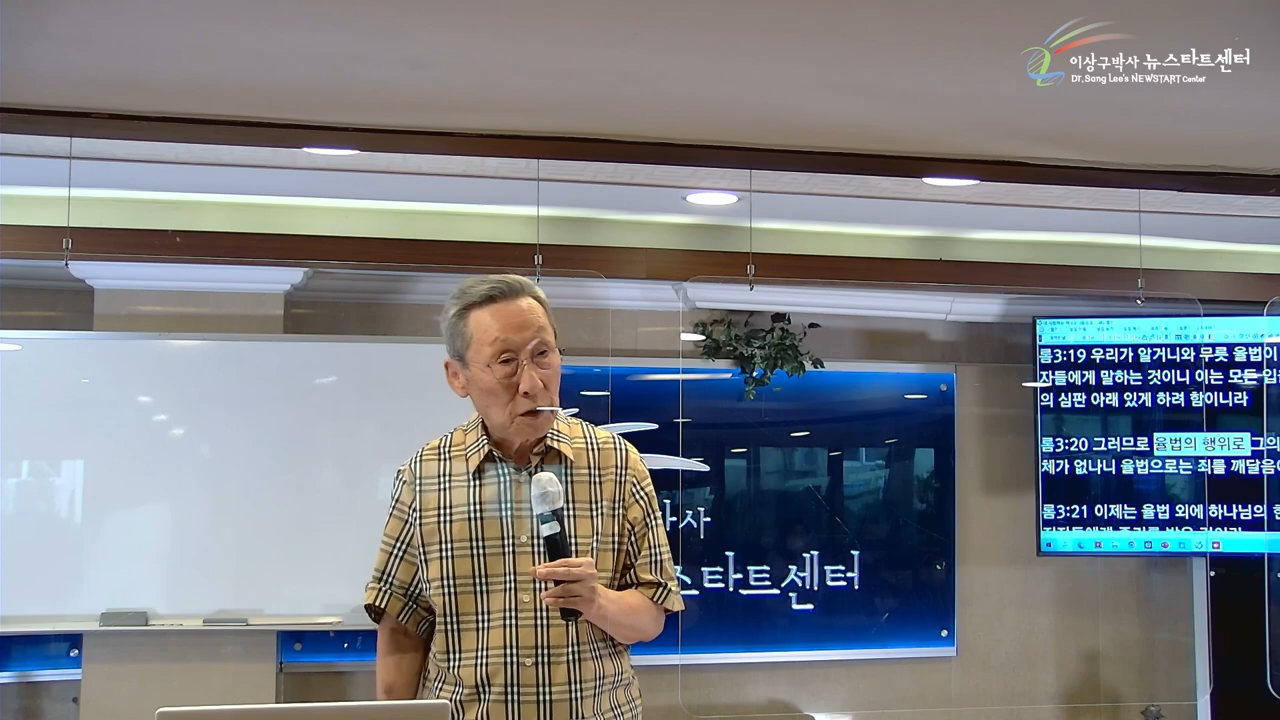 이상구박사 뉴스타트센터
Dr. Sang Lee's NEWSTART Center
박사
스타트센터
롬3:19 우리가 알거니와 무릇 율법이
자들에게 말하는 것이니 이는 모든 입
의 심판 아래 있게 하려 함이니라
롬3:20 그러므로 율법의 행위로 그의
체가 없나니 율법으로는 죄를 깨달음
롬3:21 이제는 율법 외에 하나님의 한